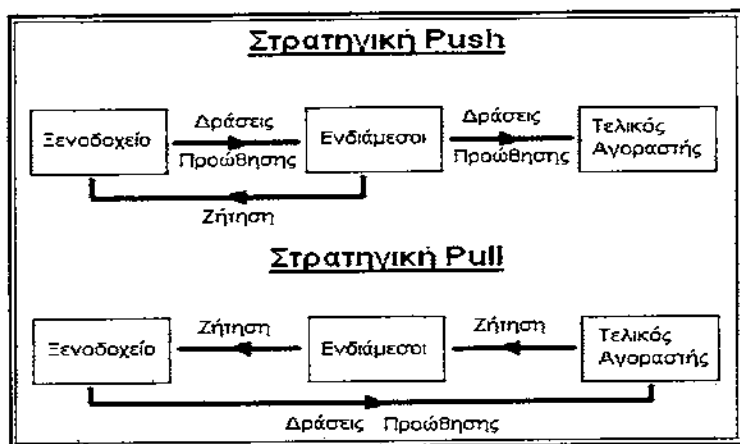 Στρατηγική Push
Ξενοδοχείο
Δράσεις
Προώθησης
Ενδιάμεσοι
Δράσεις
Προώθησης
Τελικός
Αγοραστής
Ζήτηση
Στρατηγική Pull
Ξενοδοχείο
Ζήτηση
Ενδιάμεσοι
Ζήτηση
Τελικός
Αγοραστής
Δράσεις Προώθησης